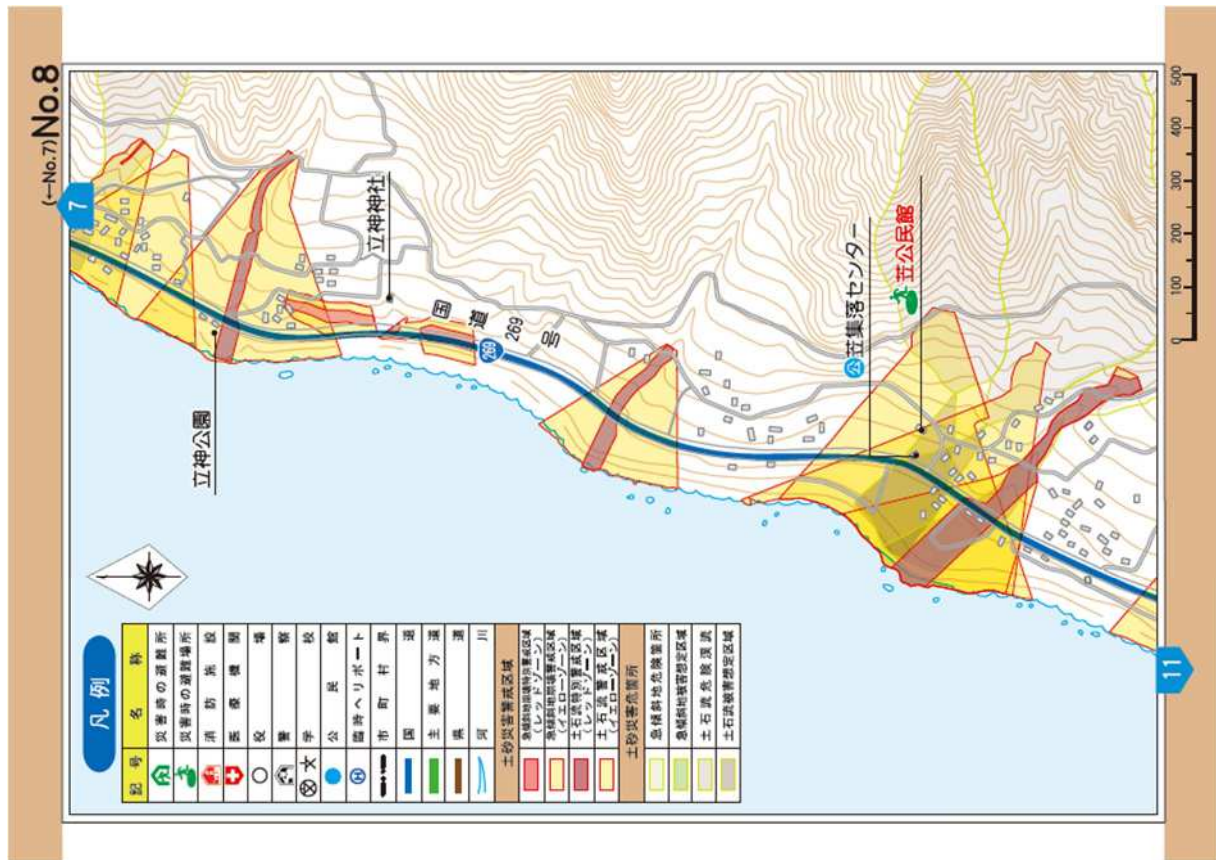 (←No.7) No.8
7
立神公園
立神神社
国道269号
269
公 笠集落センター
笠公民館
0 100 200 300 400 500
11
凡例
記号 名称
災害時の避難所
災害時の避難場所
消防施設
医療機関
役場
警察
文 学校
公民館
H 臨時ヘリポート
市町村界
国道
主要地方道
県道
河川
土砂災害警戒区域
急傾斜地崩壊特別警戒区域
(レッドゾーン)
急傾斜地崩壊警戒区域
(イエローゾーン)
土石流特別警戒区域
(レッドゾーン)
土石流警戒区域
(イエローゾーン)
土砂災害危険箇所
急傾斜地危険箇所
急傾斜地被害想定区域
土石流危険渓流
土石流被害想定区域